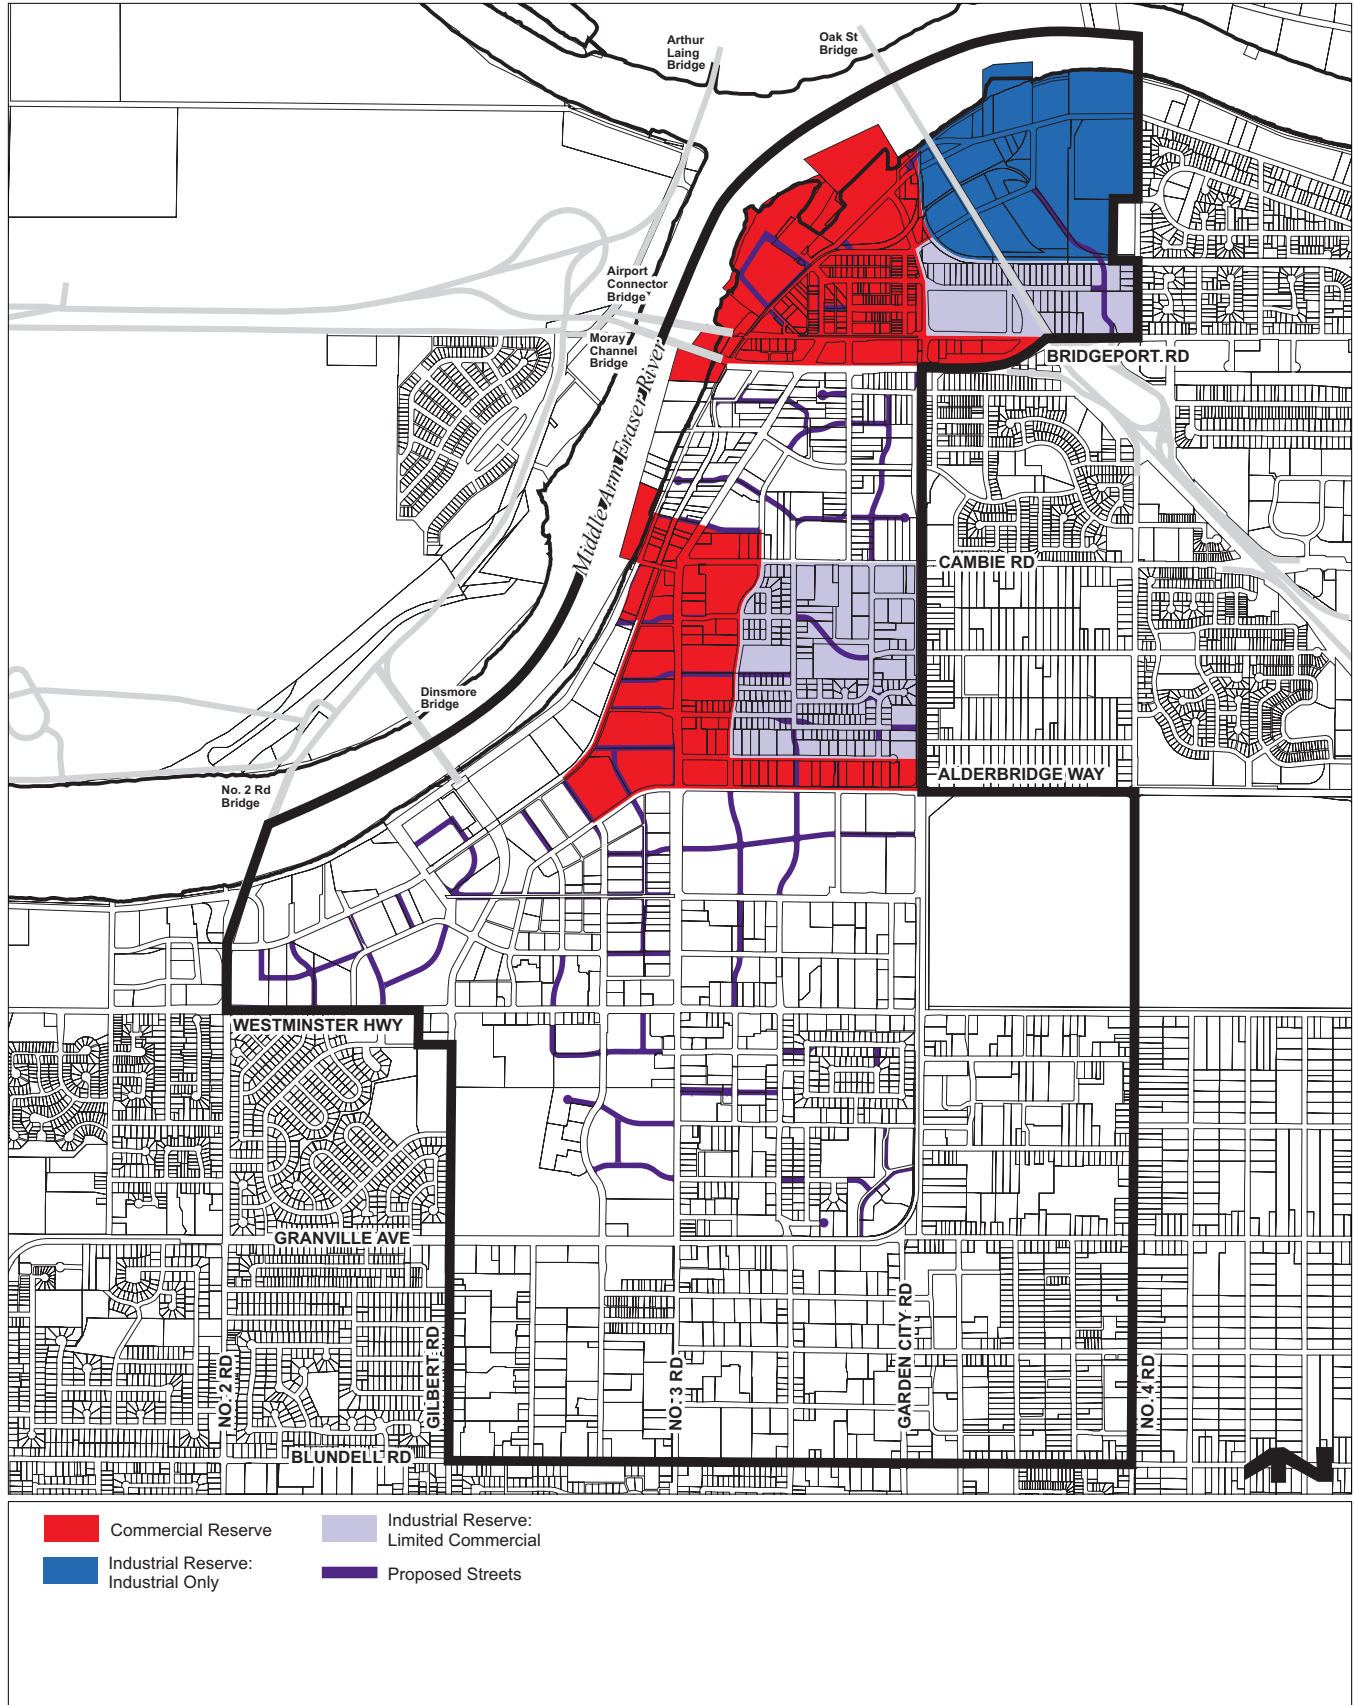 Arthur
Laing
Bridge
Oak St
Bridge
Airport
Connector
Bridge
Moray
Channel
Bridge
Middle Arm Fraser River
BRIDGEPORT RD
CAMBIE RD
Dinsmore
Bridge
ALDERBRIDGE WAY
No. 2 Rd
Bridge
WESTMINSTER HWY
GRANVILLE AVE
NO. 2 RD
GILBERT RD
NO. 3 RD
GARDEN CITY RD
NO. 4 RD
BLUNDELL RD
Commercial Reserve
Industrial Reserve:
Industrial Only
Industrial Reserve:
Limited Commercial
Proposed Streets